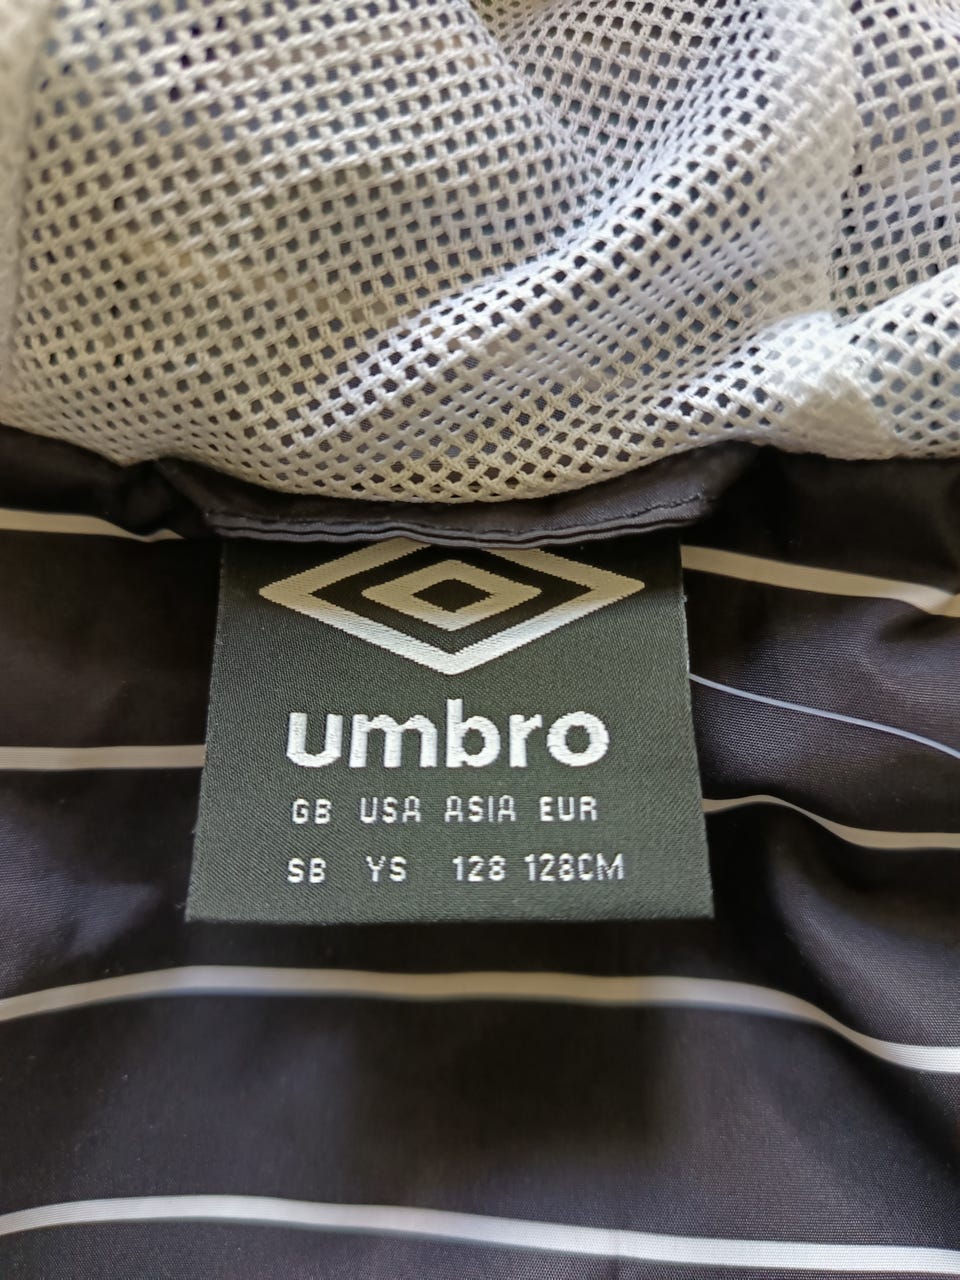 umbro
GB USA ASIA EUR
SB YS 128 128CM